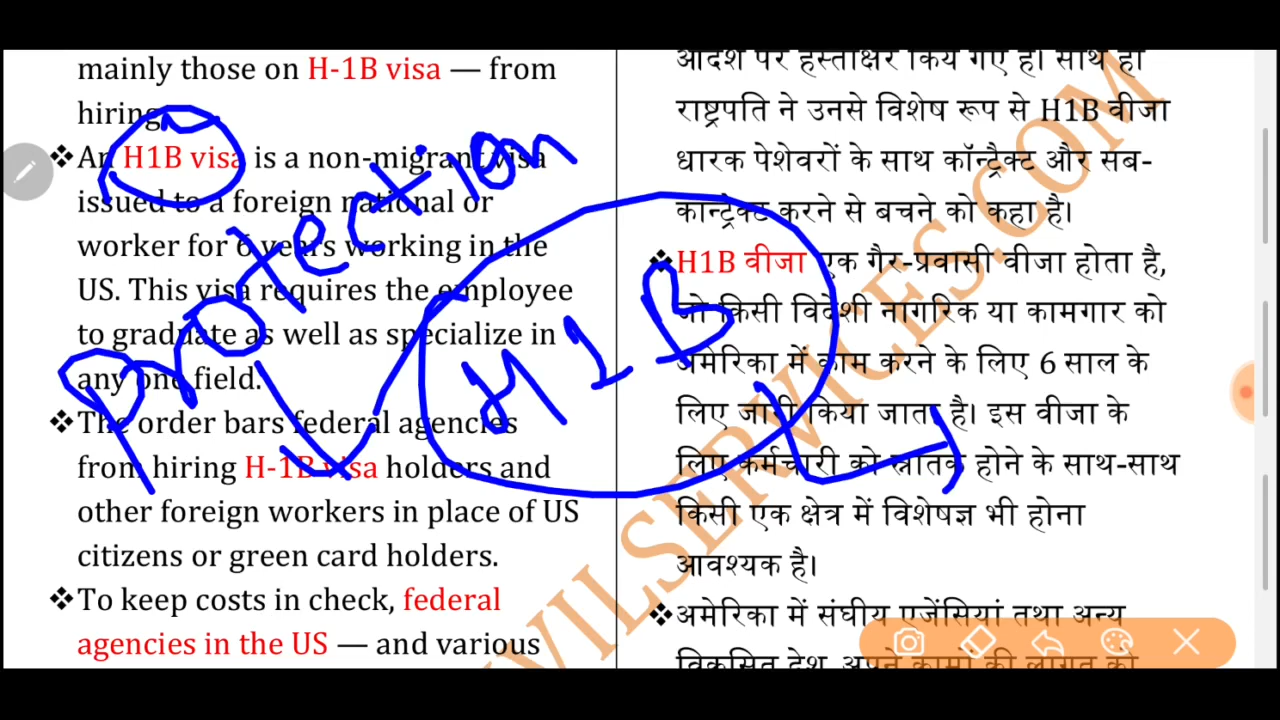 mainly those on H-1B visa — from
hiring.
❖An H1B visa is a non-migrant visa
issued to a foreign national or
worker for 6 years working in the
US. This visa requires the employee
to graduate as well as specialize in
any one field.
❖The order bars federal agencies
from hiring H-1B visa holders and
other foreign workers in place of US
citizens or green card holders.
❖To keep costs in check, federal
agencies in the US — and various
आदेश पर हस्ताक्षर किये गए हैं। साथ ही
राष्ट्रपति ने उनसे विशेष रूप से H1B वीजा
धारक पेशेवरों के साथ कॉन्ट्रैक्ट और सब-
कान्ट्रैक्ट करने से बचने को कहा है।
❖H1B वीजा एक गैर-प्रवासी वीजा होता है,
जो किसी विदेशी नागरिक या कामगार को
अमेरिका में काम करने के लिए 6 साल के
लिए जारी किया जाता है। इस वीजा के
लिए कर्मचारी को स्नातक होने के साथ-साथ
किसी एक क्षेत्र में विशेषज्ञ भी होना
आवश्यक है।
❖अमेरिका में संघीय एजेंसियां तथा अन्य
विकसित देश अपने कामों की लागत को
Protection
H1B
VILSERVICES.COM